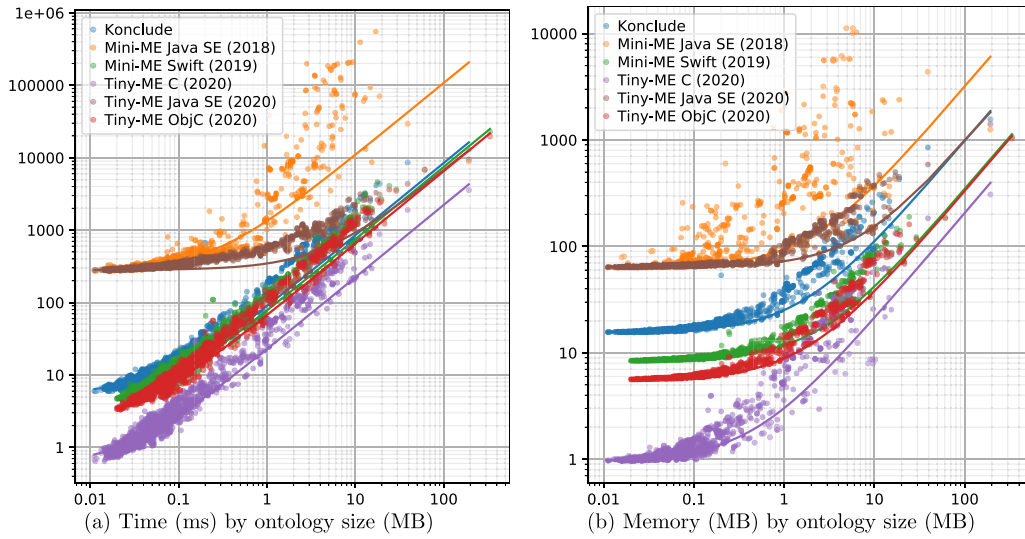 1e+06
100000
10000
1000
100
10
1
0.01
0.1
1
10
100
Konclude
Mini-ME Java SE (2018)
Mini-ME Swift (2019)
Tiny-ME C (2020)
Tiny-ME Java SE (2020)
Tiny-ME ObjC (2020)
(a) Time (ms) by ontology size (MB)
10000
1000
100
10
1
0.01
0.1
1
10
100
Konclude
Mini-ME Java SE (2018)
Mini-ME Swift (2019)
Tiny-ME C (2020)
Tiny-ME Java SE (2020)
Tiny-ME ObjC (2020)
(b) Memory (MB) by ontology size (MB)